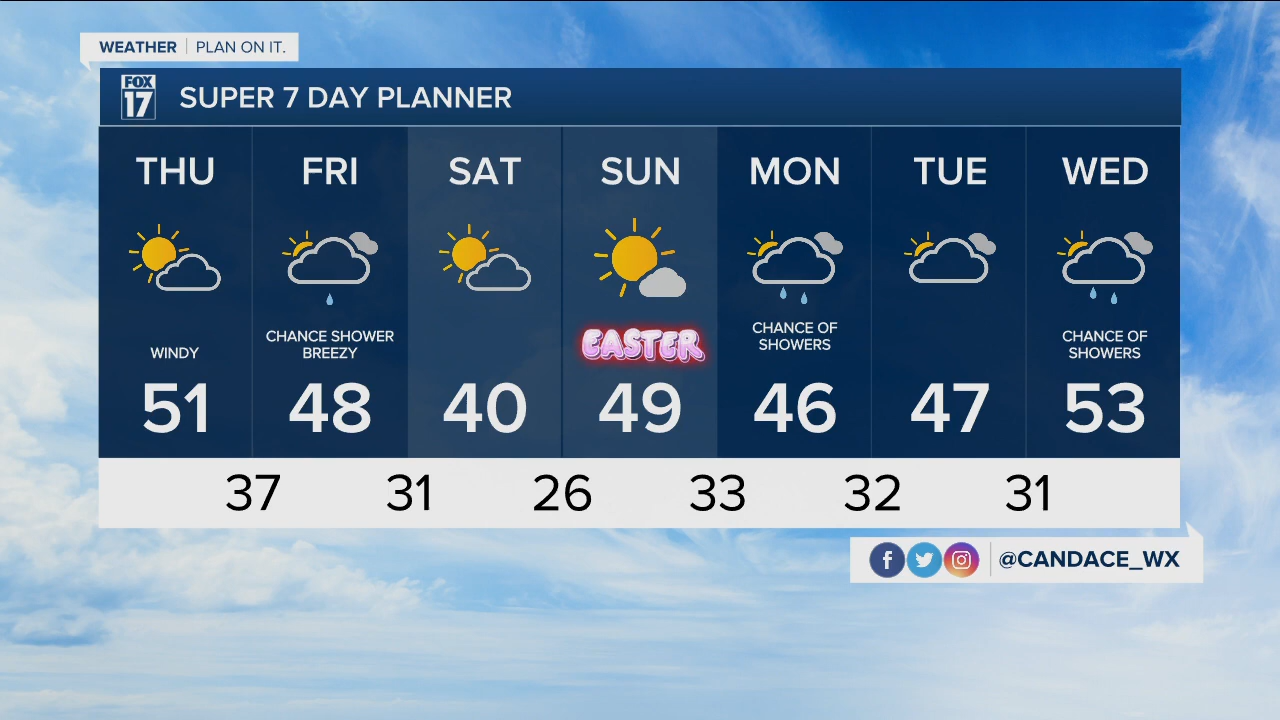 WEATHER | PLAN ON IT.
FOX
17
SUPER 7 DAY PLANNER
THU
FRI
SAT
SUN
MON
TUE
WED
WINDY
CHANCE SHOWER
BREEZY
EASTER
CHANCE OF
SHOWERS
CHANCE OF
SHOWERS
51
48
40
49
46
47
53
37
31
26
33
32
31
@CANDACE_WX